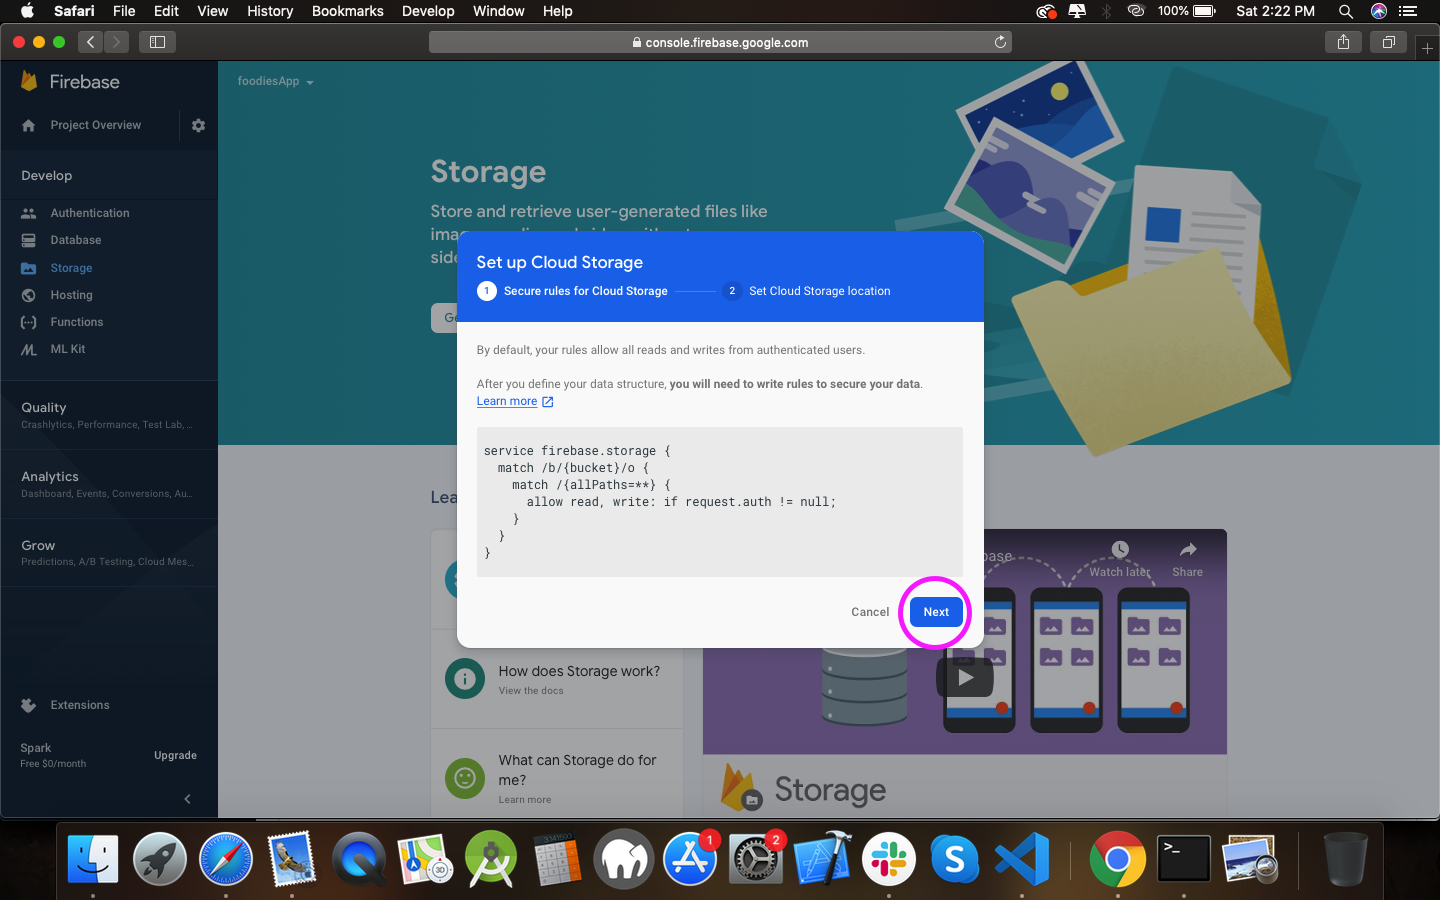 Safari File Edit View History Bookmarks Develop Window Help
100% Sat 2:22 PM
console.firebase.google.com
Firebase
foodiesApp
Project Overview
Develop
Authentication
Database
Storage
Hosting
Functions
ML Kit
Quality
Crashlytics, Performance, Test Lab, ...
Analytics
Dashboard, Events, Conversions, Au...
Grow
Predictions, A/B Testing, Cloud Mes...
Extensions
Spark
Free $0/month
Upgrade
Storage
Store and retrieve user-generated files like
Set up Cloud Storage
1 Secure rules for Cloud Storage
2 Set Cloud Storage location
By default, your rules allow all reads and writes from authenticated users.
After you define your data structure, you will need to write rules to secure your data.
Learn more
service firebase.storage {
  match /b/{bucket}/o {
    match /{allPaths=**} {
      allow read, write: if request.auth != null;
    }
  }
}
Cancel Next
Watch later Share
How does Storage work?
View the docs
What can Storage do for
me?
Learn more
Storage
1
2
3D
>_